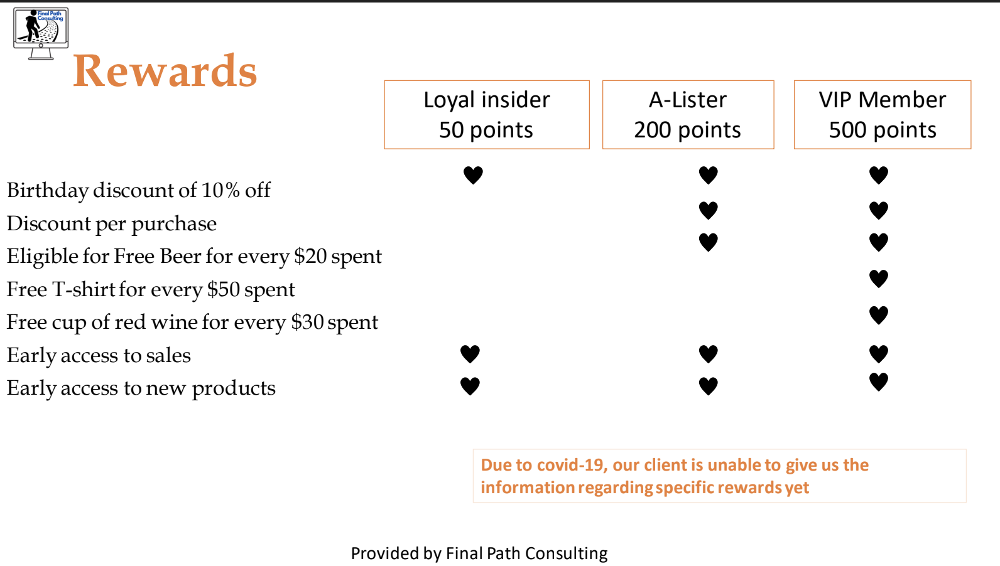 Final Path
Consulting
Rewards
Loyal insider
50 points
A-Lister
200 points
VIP Member
500 points
Birthday discount of 10% off
Discount per purchase
Eligible for Free Beer for every $20 spent
Free T-shirt for every $50 spent
Free cup of red wine for every $30 spent
Early access to sales
Early access to new products
Due to covid-19, our client is unable to give us the
information regarding specific rewards yet
Provided by Final Path Consulting